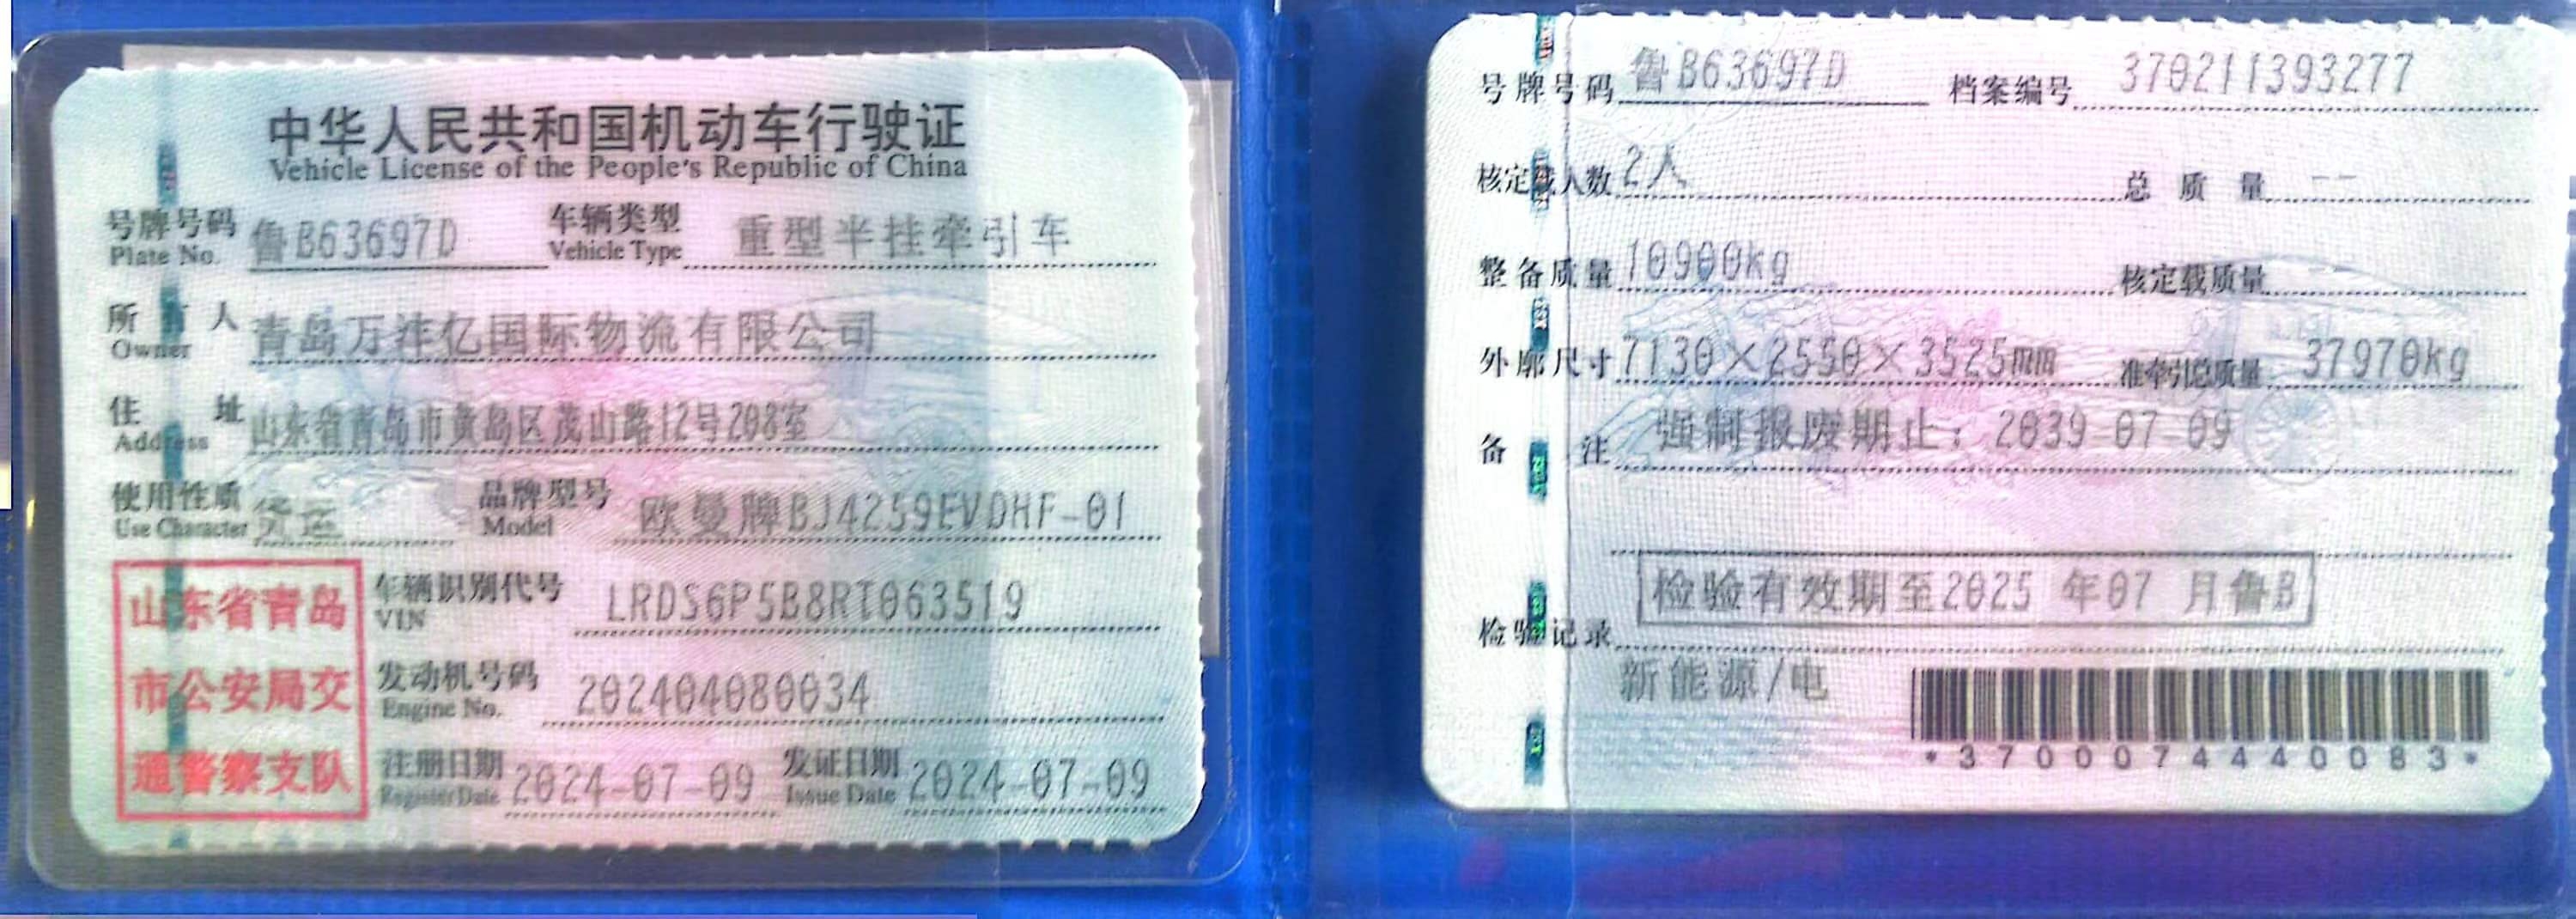 中华人民共和国机动车行驶证
Vehicle License of the People's Republic of China
号牌号码 鲁B63697D 车辆类型 重型半挂牵引车
Plate No. Vehicle Type
所有人 青岛万沣亿国际物流有限公司
Owner
住址 山东省青岛市黄岛区茂山路12号208室
Address
使用性质 货运 品牌型号 欧曼牌BJ4259EVDHF-01
Use Character Model
山东省青岛
市公安局交
通警察支队
车辆识别代号 LRDS6P5B8RT063519
VIN
发动机号码 202404080034
Engine No.
注册日期 2024-07-09 发证日期 2024-07-09
Register Date Issue Date
号牌号码 鲁B63697D 档案编号 370211393277
核定载人数 2人 总质量 --
整备质量 10900kg 核定载质量 --
外廓尺寸 7130×2550×3525mm 准牵引总质量 37970kg
备注 强制报废期止：2039-07-09
检验有效期至2025 年07 月鲁B
检验记录
新能源/电
*3700074440083*